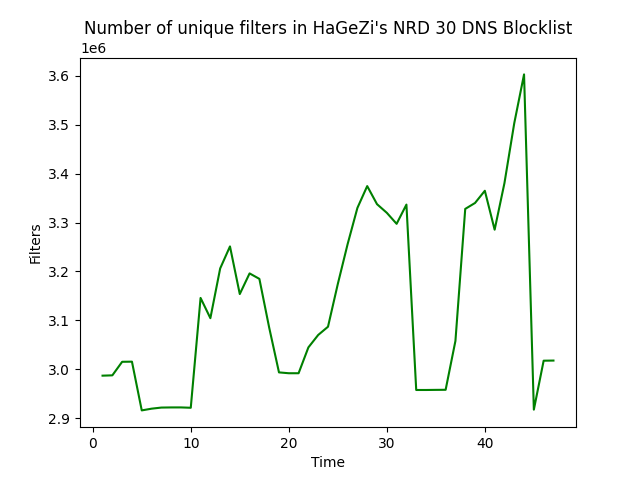 Number of unique filters in HaGeZi's NRD 30 DNS Blocklist
1e6
3.6
3.5
3.4
3.3
3.2
3.1
3.0
2.9
Filters
0 10 20 30 40
Time